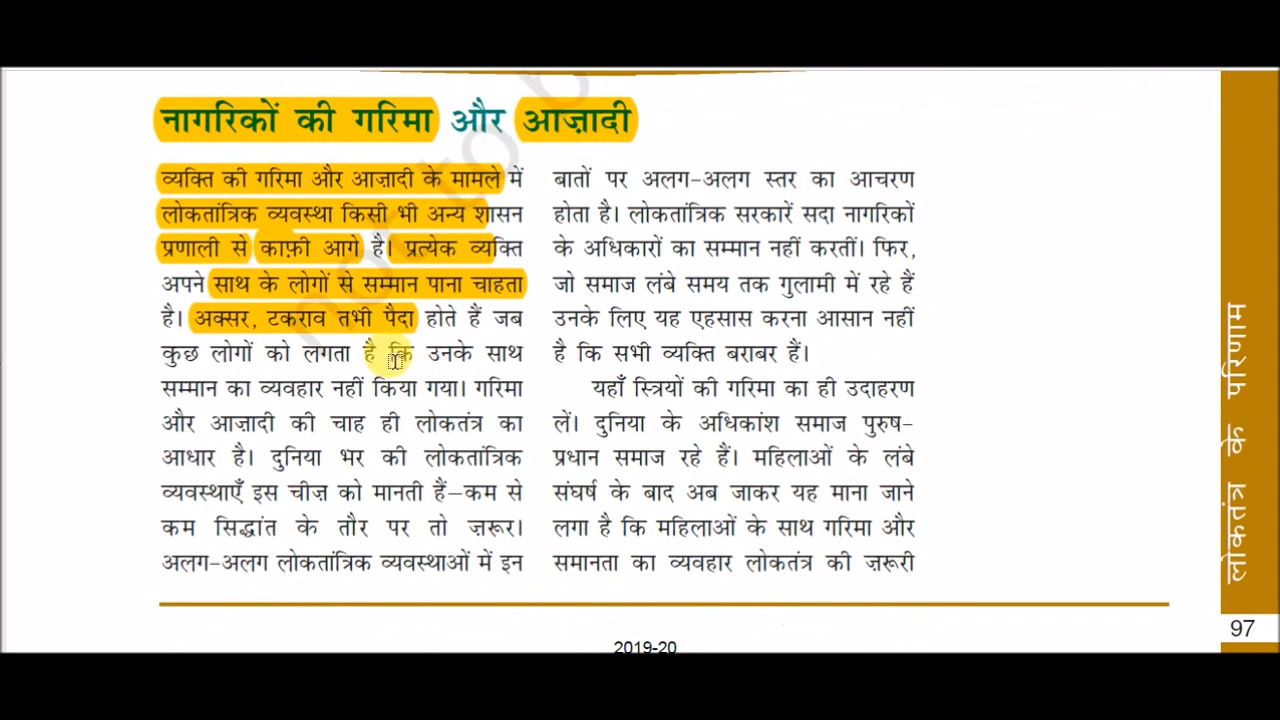 नागरिकों की गरिमा और आज़ादी
व्यक्ति की गरिमा और आज़ादी के मामले में
लोकतांत्रिक व्यवस्था किसी भी अन्य शासन
प्रणाली से काफ़ी आगे है। प्रत्येक व्यक्ति
अपने साथ के लोगों से सम्मान पाना चाहता
है। अक्सर, टकराव तभी पैदा होते हैं जब
कुछ लोगों को लगता है कि उनके साथ
सम्मान का व्यवहार नहीं किया गया। गरिमा
और आज़ादी की चाह ही लोकतंत्र का
आधार है। दुनिया भर की लोकतांत्रिक
व्यवस्थाएँ इस चीज़ को मानती हैं–कम से
कम सिद्धांत के तौर पर तो ज़रूर।
अलग-अलग लोकतांत्रिक व्यवस्थाओं में इन
बातों पर अलग-अलग स्तर का आचरण
होता है। लोकतांत्रिक सरकारें सदा नागरिकों
के अधिकारों का सम्मान नहीं करतीं। फिर,
जो समाज लंबे समय तक गुलामी में रहे हैं
उनके लिए यह एहसास करना आसान नहीं
है कि सभी व्यक्ति बराबर हैं।
यहाँ स्त्रियों की गरिमा का ही उदाहरण
लें। दुनिया के अधिकांश समाज पुरुष-
प्रधान समाज रहे हैं। महिलाओं के लंबे
संघर्ष के बाद अब जाकर यह माना जाने
लगा है कि महिलाओं के साथ गरिमा और
समानता का व्यवहार लोकतंत्र की ज़रूरी
लोकतंत्र के परिणाम
97
2019-20
not to b